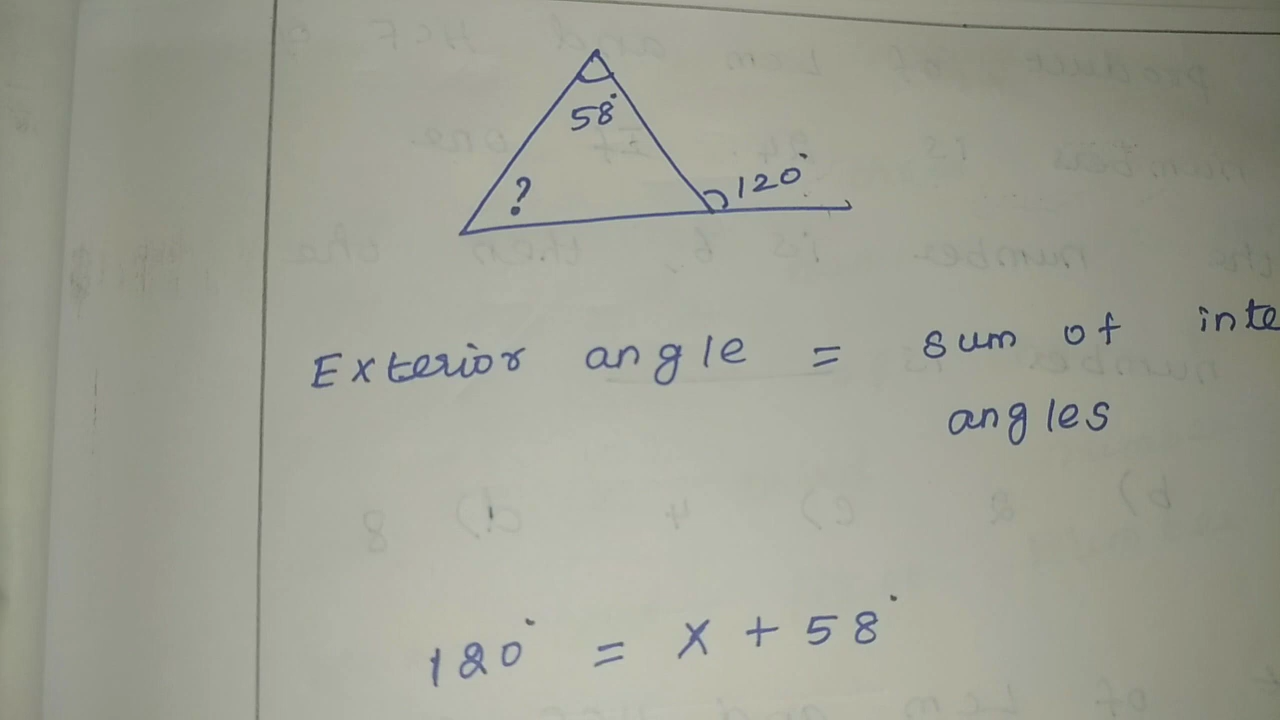 58°
?
120°
Exterior angle = sum of inte
angles
120° = x + 58°